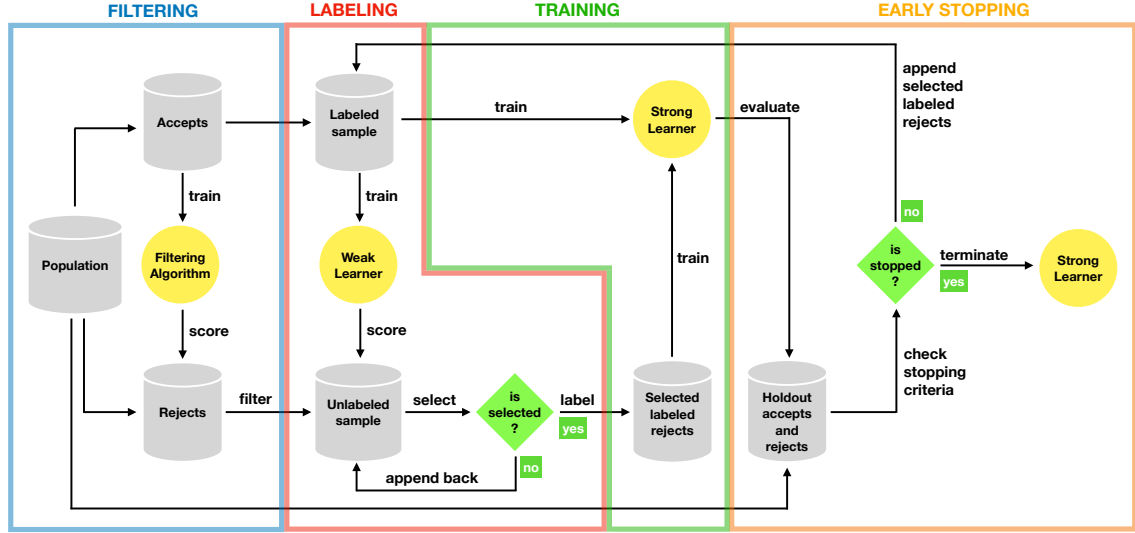 FILTERING
LABELING
TRAINING
EARLY STOPPING
Population
Accepts
train
Filtering
Algorithm
score
Rejects
filter
Labeled
sample
train
Weak
Learner
score
Unlabeled
sample
select
is
selected
?
label
yes
no
append back
train
Strong
Learner
train
Selected
labeled
rejects
evaluate
Holdout
accepts
and
rejects
check
stopping
criteria
is
stopped
?
no
append
selected
labeled
rejects
terminate
yes
Strong
Learner